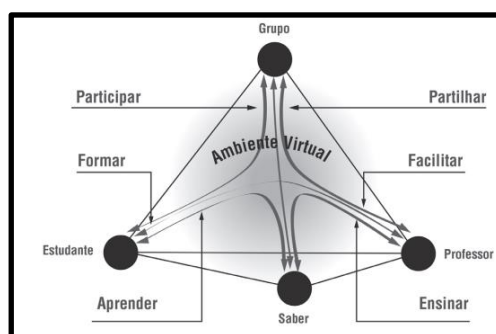 Grupo
Participar
Partilhar
Ambiente Virtual
Formar
Facilitar
Estudante
Professor
Aprender
Saber
Ensinar